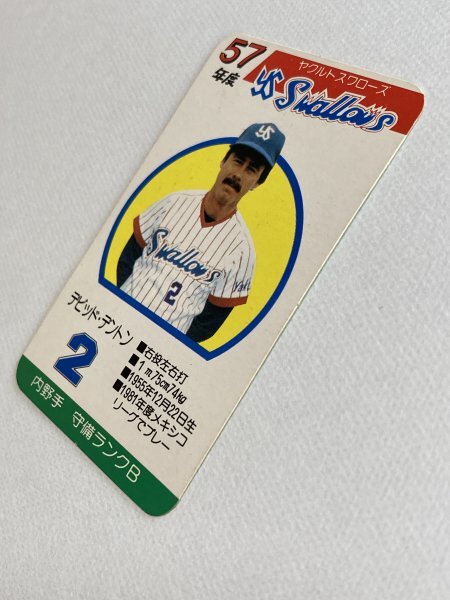 57
年度
ヤクルトスワローズ
yS Swallows
yS
Swallows
2
デビッド・デントン
2
■右投左右打
■1m75cm74kg
■1955年12月22日生
■1981年度メキシコ
リーグでプレー
内野手 守備ランクB